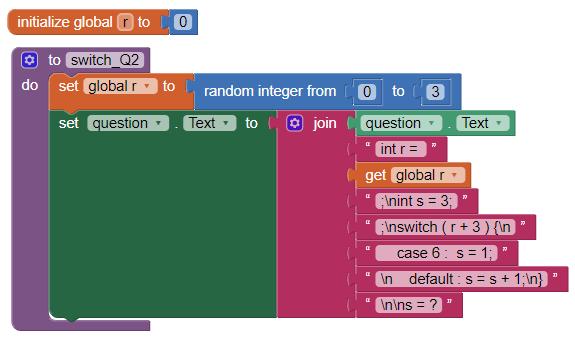 initialize global r to 0
to switch_Q2
do set global r to random integer from 0 to 3
set question . Text to join question . Text
“ int r = ”
get global r
“ ;\nint s = 3; ”
“ ;\nswitch ( r + 3 ) {\n ”
“ case 6 : s = 1; ”
“ \n default : s = s + 1;\n} ”
“ \n\ns = ? ”